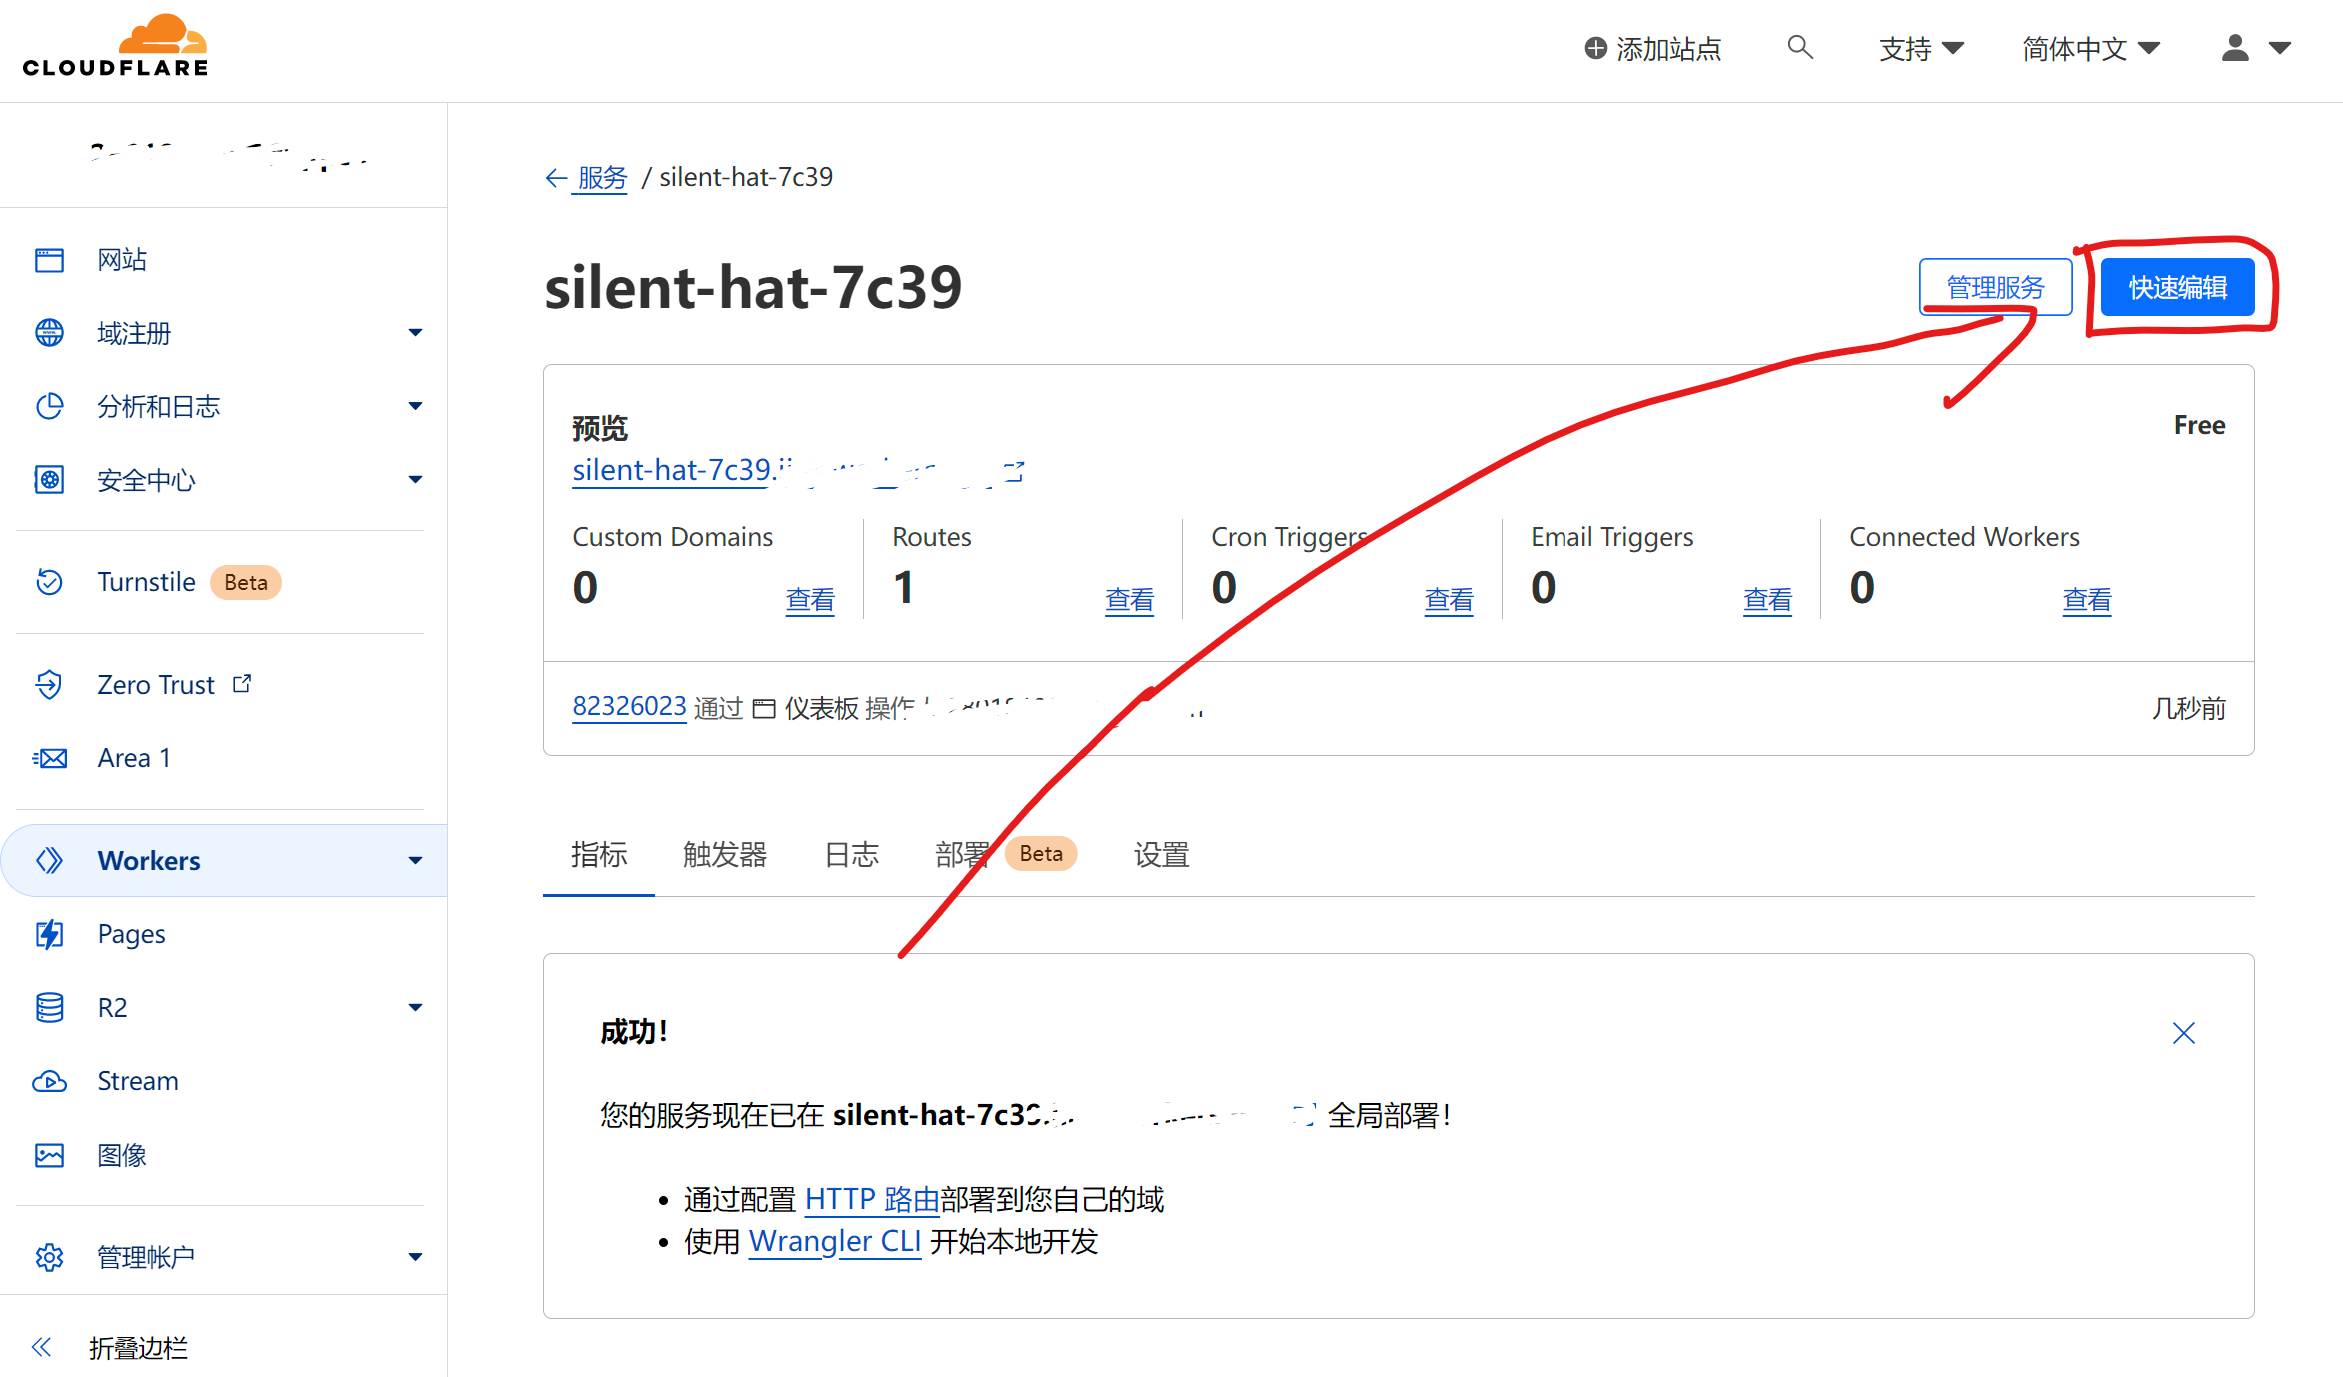 CLOUDFLARE
添加站点
支持
简体中文
网站
域注册
分析和日志
安全中心
Turnstile Beta
Zero Trust
Area 1
Workers
Pages
R2
Stream
图像
管理帐户
折叠边栏
服务 / silent-hat-7c39
silent-hat-7c39
管理服务
快速编辑
预览
Free
silent-hat-7c39.
Custom Domains
0
查看
Routes
1
查看
Cron Triggers
0
查看
Email Triggers
0
查看
Connected Workers
0
查看
82326023 通过 仪表板 操作
几秒前
指标
触发器
日志
部署 Beta
设置
成功！
您的服务现在已在 silent-hat-7c39. 全局部署！
• 通过配置 HTTP 路由部署到您自己的域
• 使用 Wrangler CLI 开始本地开发